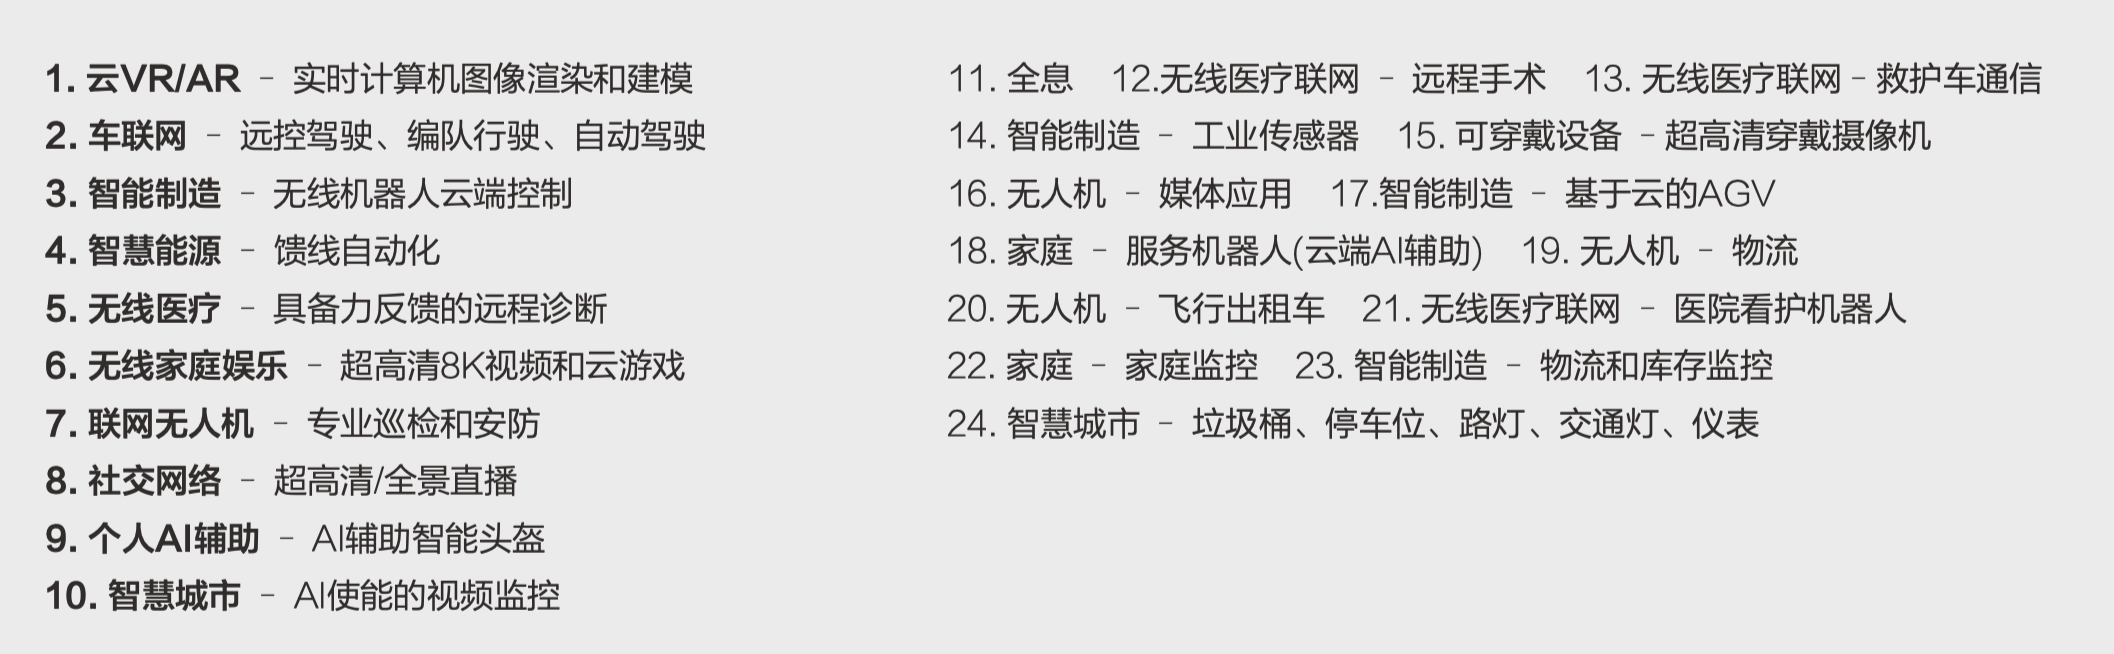 1. 云VR/AR － 实时计算机图像渲染和建模
2. 车联网 － 远控驾驶、编队行驶、自动驾驶
3. 智能制造 － 无线机器人云端控制
4. 智慧能源 － 馈线自动化
5. 无线医疗 － 具备力反馈的远程诊断
6. 无线家庭娱乐 － 超高清8K视频和云游戏
7. 联网无人机 － 专业巡检和安防
8. 社交网络 － 超高清/全景直播
9. 个人AI辅助 － AI辅助智能头盔
10. 智慧城市 － AI使能的视频监控
11. 全息 12.无线医疗联网 － 远程手术 13. 无线医疗联网－救护车通信
14. 智能制造 － 工业传感器 15. 可穿戴设备 －超高清穿戴摄像机
16. 无人机 － 媒体应用 17.智能制造 － 基于云的AGV
18. 家庭 － 服务机器人(云端AI辅助) 19. 无人机 － 物流
20. 无人机 － 飞行出租车 21. 无线医疗联网 － 医院看护机器人
22. 家庭 － 家庭监控 23. 智能制造 － 物流和库存监控
24. 智慧城市 － 垃圾桶、停车位、路灯、交通灯、仪表